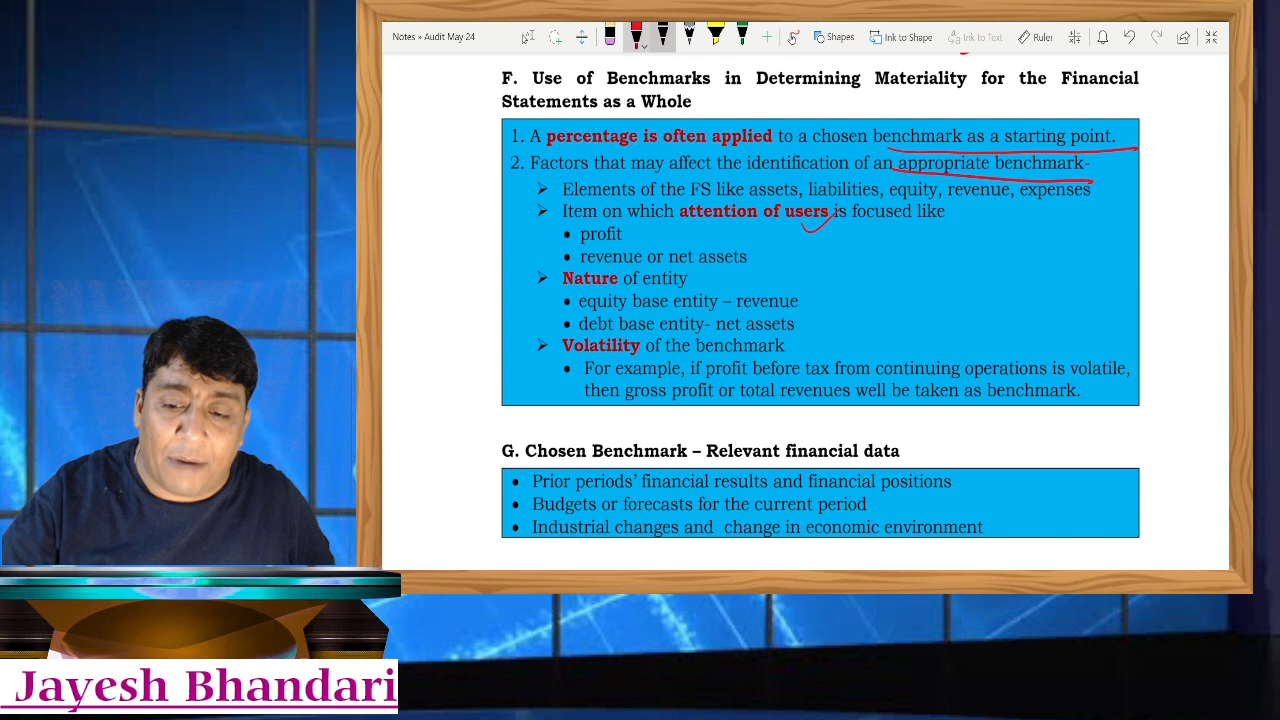 Notes » Audit May 24
Shapes
Ink to Shape
Ink to Text
Ruler
F. Use of Benchmarks in Determining Materiality for the Financial
Statements as a Whole
1. A percentage is often applied to a chosen benchmark as a starting point.
2. Factors that may affect the identification of an appropriate benchmark-
➤ Elements of the FS like assets, liabilities, equity, revenue, expenses
➤ Item on which attention of users is focused like
• profit
• revenue or net assets
➤ Nature of entity
• equity base entity – revenue
• debt base entity- net assets
➤ Volatility of the benchmark
• For example, if profit before tax from continuing operations is volatile,
then gross profit or total revenues well be taken as benchmark.
G. Chosen Benchmark – Relevant financial data
• Prior periods’ financial results and financial positions
• Budgets or forecasts for the current period
• Industrial changes and change in economic environment
Jayesh Bhandari